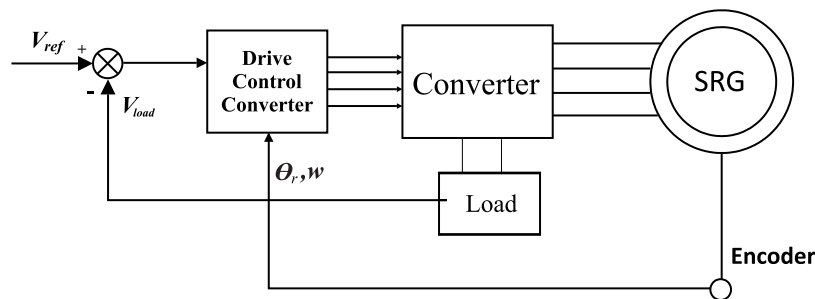 V_ref
+
-
V_load
Drive
Control
Converter
Converter
SRG
Θ_r,w
Load
Encoder